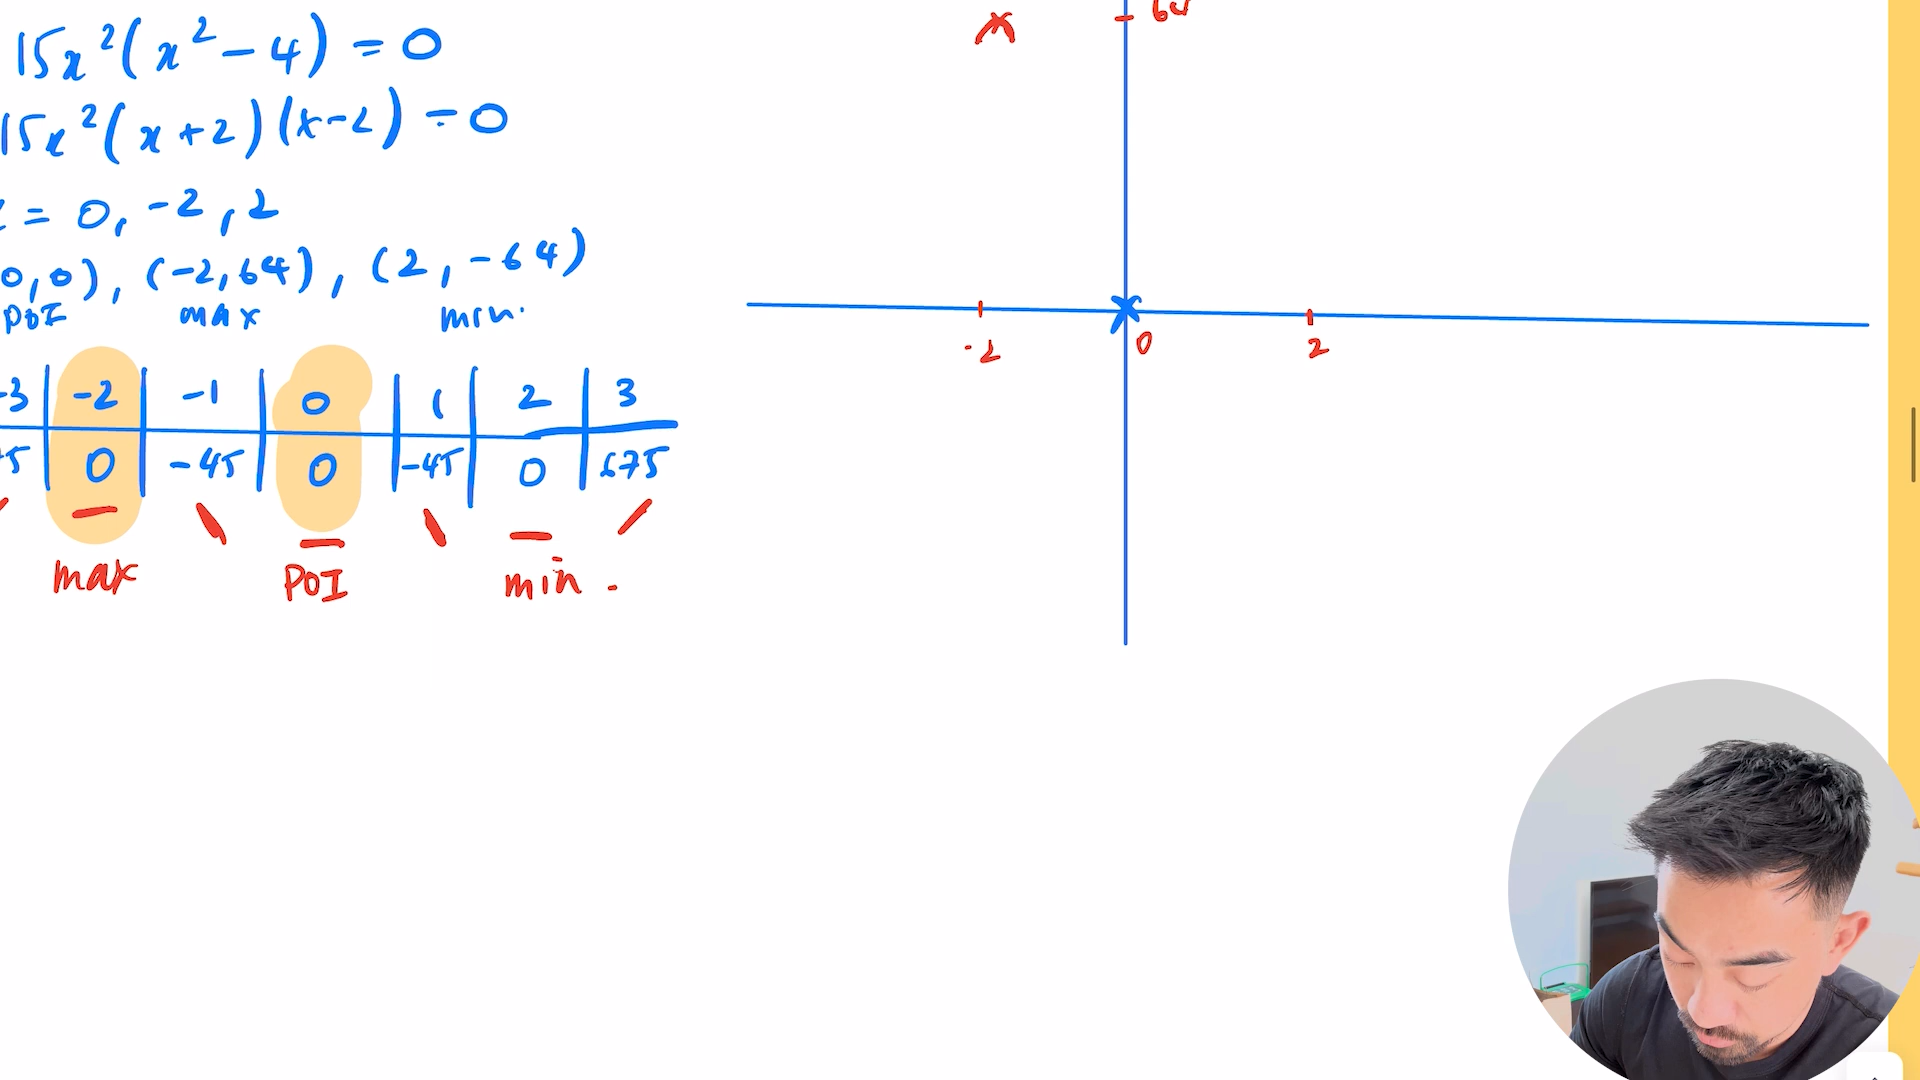 15x²(x²-4) = 0
15x²(x+2)(x-2) = 0
= 0, -2, 2
0,0), (-2,64), (2,-64)
POI max min.
-3 -2 -1 0 1 2 3
5 0 -45 0 -45 0 675
max POI min.
64
-2 0 2